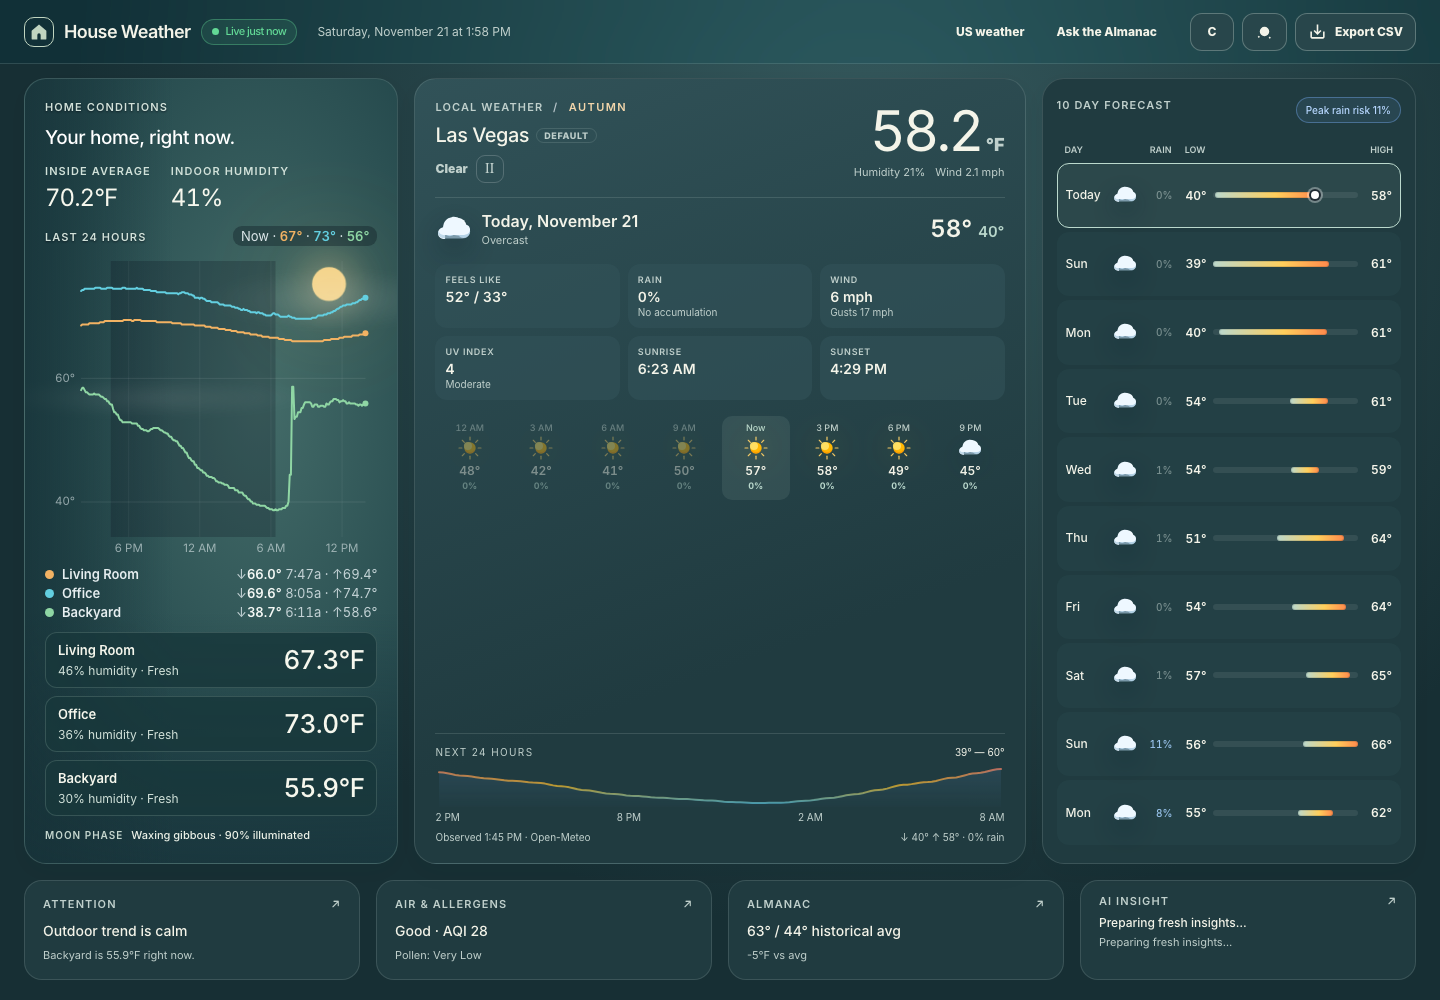 House Weather
Live just now
Saturday, November 21 at 1:58 PM
US weather
Ask the Almanac
C
Export CSV
HOME CONDITIONS
Your home, right now.
INSIDE AVERAGE INDOOR HUMIDITY
70.2°F 41%
LAST 24 HOURS
Now · 67° · 73° · 56°
60°
40°
6 PM 12 AM 6 AM 12 PM
Living Room ↓66.0° 7:47a · ↑69.4°
Office ↓69.6° 8:05a · ↑74.7°
Backyard ↓38.7° 6:11a · ↑58.6°
Living Room
46% humidity · Fresh
67.3°F
Office
36% humidity · Fresh
73.0°F
Backyard
30% humidity · Fresh
55.9°F
MOON PHASE Waxing gibbous · 90% illuminated
LOCAL WEATHER / AUTUMN
Las Vegas DEFAULT
Clear
58.2 °F
Humidity 21% Wind 2.1 mph
Today, November 21
Overcast
58° 40°
FEELS LIKE
52° / 33°
RAIN
0%
No accumulation
WIND
6 mph
Gusts 17 mph
UV INDEX
4
Moderate
SUNRISE
6:23 AM
SUNSET
4:29 PM
12 AM 3 AM 6 AM 9 AM Now 3 PM 6 PM 9 PM
48° 42° 41° 50° 57° 58° 49° 45°
0% 0% 0% 0% 0% 0% 0% 0%
NEXT 24 HOURS 39° — 60°
2 PM 8 PM 2 AM 8 AM
Observed 1:45 PM · Open-Meteo ↓ 40° ↑ 58° · 0% rain
10 DAY FORECAST
Peak rain risk 11%
DAY RAIN LOW HIGH
Today 0% 40° 58°
Sun 0% 39° 61°
Mon 0% 40° 61°
Tue 0% 54° 61°
Wed 1% 54° 59°
Thu 1% 51° 64°
Fri 0% 54° 64°
Sat 1% 57° 65°
Sun 11% 56° 66°
Mon 8% 55° 62°
ATTENTION
Outdoor trend is calm
Backyard is 55.9°F right now.
AIR & ALLERGENS
Good · AQI 28
Pollen: Very Low
ALMANAC
63° / 44° historical avg
-5°F vs avg
AI INSIGHT
Preparing fresh insights...
Preparing fresh insights...